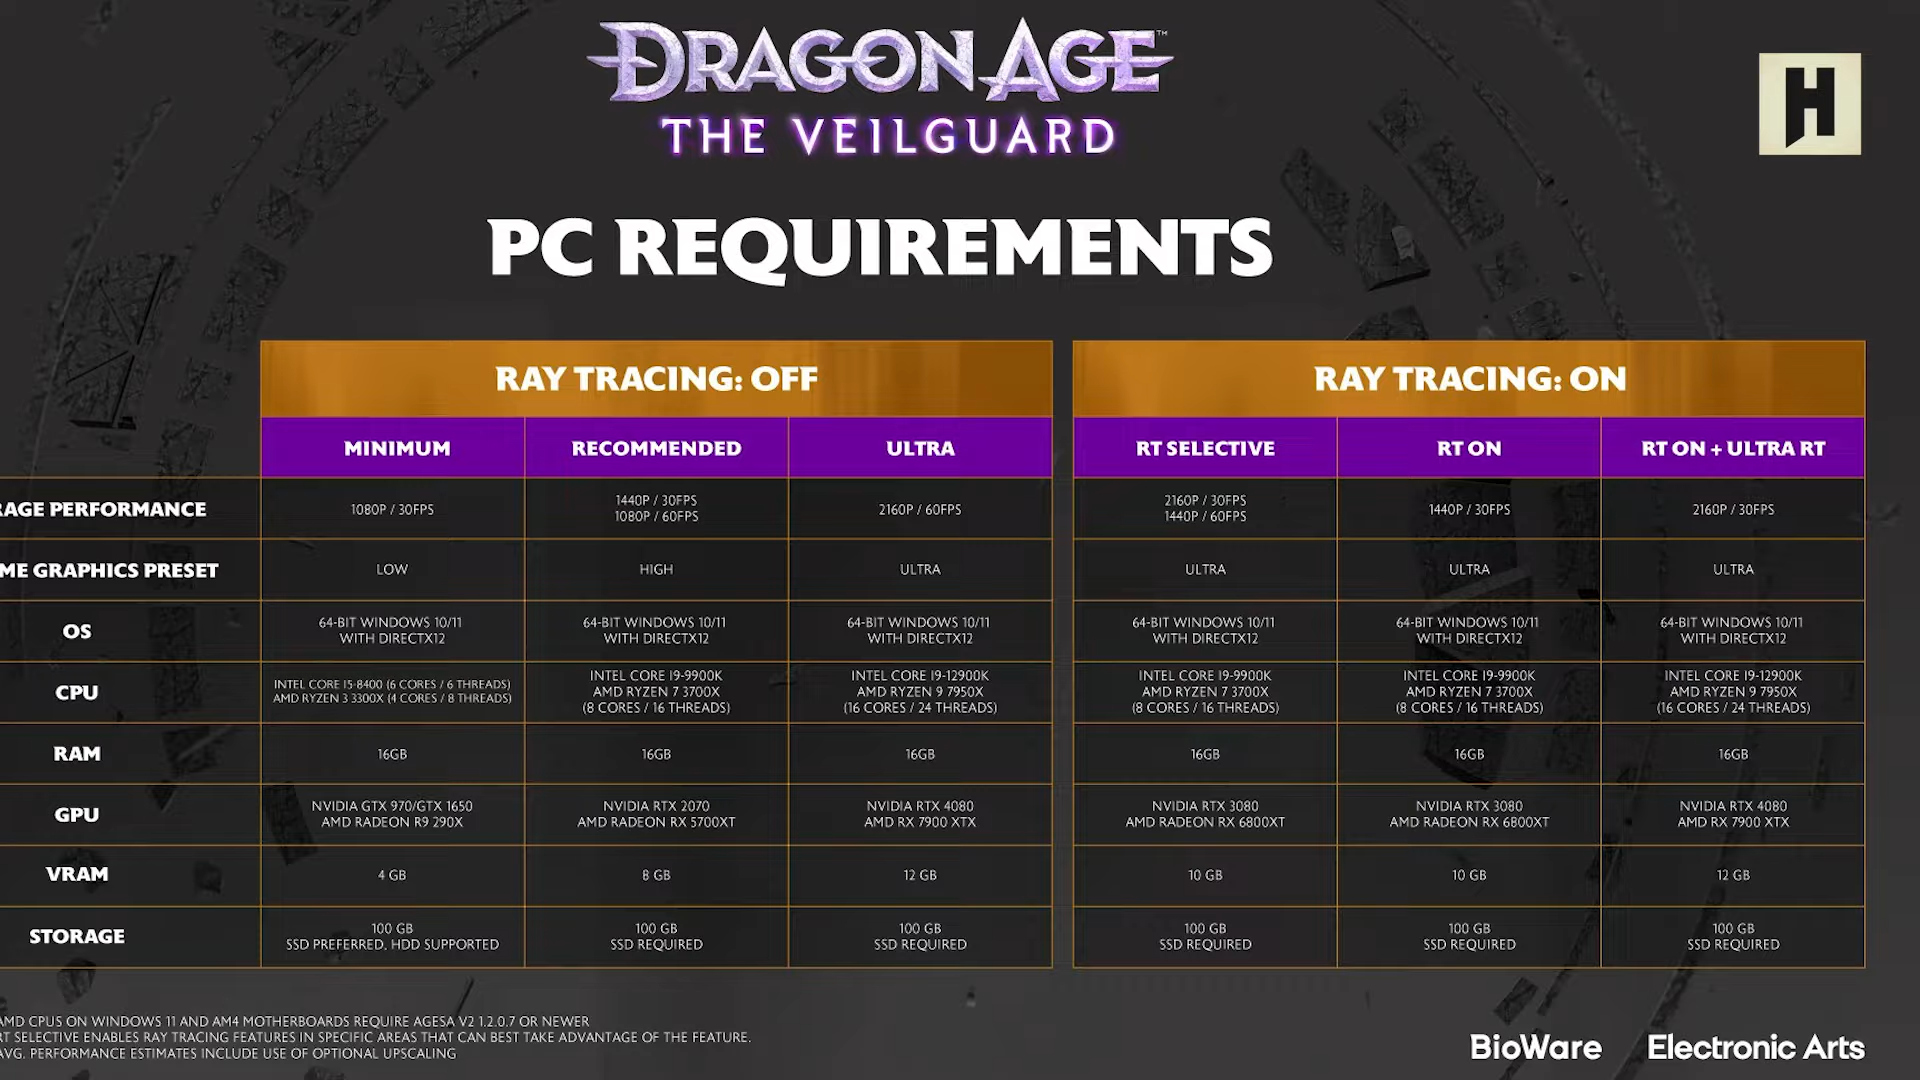 DRAGON AGE™
THE VEILGUARD
H
PC REQUIREMENTS
RAY TRACING: OFF
RAY TRACING: ON
MINIMUM
RECOMMENDED
ULTRA
RT SELECTIVE
RT ON
RT ON + ULTRA RT
RAGE PERFORMANCE
1080P / 30FPS
1440P / 30FPS
1080P / 60FPS
2160P / 60FPS
2160P / 30FPS
1440P / 60FPS
1440P / 30FPS
2160P / 30FPS
ME GRAPHICS PRESET
LOW
HIGH
ULTRA
ULTRA
ULTRA
ULTRA
OS
64-BIT WINDOWS 10/11
WITH DIRECTX12
64-BIT WINDOWS 10/11
WITH DIRECTX12
64-BIT WINDOWS 10/11
WITH DIRECTX12
64-BIT WINDOWS 10/11
WITH DIRECTX12
64-BIT WINDOWS 10/11
WITH DIRECTX12
64-BIT WINDOWS 10/11
WITH DIRECTX12
CPU
INTEL CORE I5-8400 (6 CORES / 6 THREADS)
AMD RYZEN 3 3300X (4 CORES / 8 THREADS)
INTEL CORE I9-9900K
AMD RYZEN 7 3700X
(8 CORES / 16 THREADS)
INTEL CORE I9-12900K
AMD RYZEN 9 7950X
(16 CORES / 24 THREADS)
INTEL CORE I9-9900K
AMD RYZEN 7 3700X
(8 CORES / 16 THREADS)
INTEL CORE I9-9900K
AMD RYZEN 7 3700X
(8 CORES / 16 THREADS)
INTEL CORE I9-12900K
AMD RYZEN 9 7950X
(16 CORES / 24 THREADS)
RAM
16GB
16GB
16GB
16GB
16GB
16GB
GPU
NVIDIA GTX 970/GTX 1650
AMD RADEON R9 290X
NVIDIA RTX 2070
AMD RADEON RX 5700XT
NVIDIA RTX 4080
AMD RX 7900 XTX
NVIDIA RTX 3080
AMD RADEON RX 6800XT
NVIDIA RTX 3080
AMD RADEON RX 6800XT
NVIDIA RTX 4080
AMD RX 7900 XTX
VRAM
4 GB
8 GB
12 GB
10 GB
10 GB
12 GB
STORAGE
100 GB
SSD PREFERRED, HDD SUPPORTED
100 GB
SSD REQUIRED
100 GB
SSD REQUIRED
100 GB
SSD REQUIRED
100 GB
SSD REQUIRED
100 GB
SSD REQUIRED
AMD CPUS ON WINDOWS 11 AND AM4 MOTHERBOARDS REQUIRE AGESA V2 1.2.0.7 OR NEWER
RT SELECTIVE ENABLES RAY TRACING FEATURES IN SPECIFIC AREAS THAT CAN BEST TAKE ADVANTAGE OF THE FEATURE.
AVG. PERFORMANCE ESTIMATES INCLUDE USE OF OPTIONAL UPSCALING
BioWare
Electronic Arts